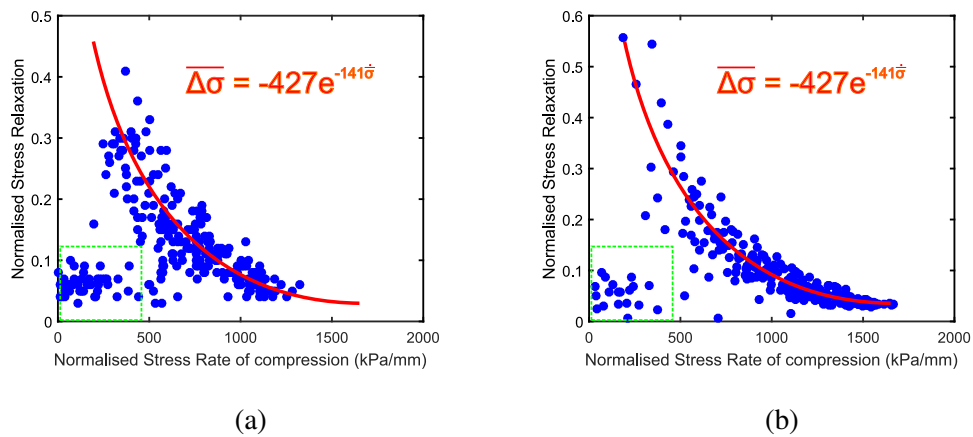 0.5
0.4
0.3
0.2
0.1
0
Normalised Stress Relaxation
Δσ̅ = -427e^-141σ̇̅
0 500 1000 1500 2000
Normalised Stress Rate of compression (kPa/mm)
(a)
0.6
0.5
0.4
0.3
0.2
0.1
0
Normalised Stress Relaxation
Δσ̅ = -427e^-141σ̇̅
0 500 1000 1500 2000
Normalised Stress Rate of compression (kPa/mm)
(b)